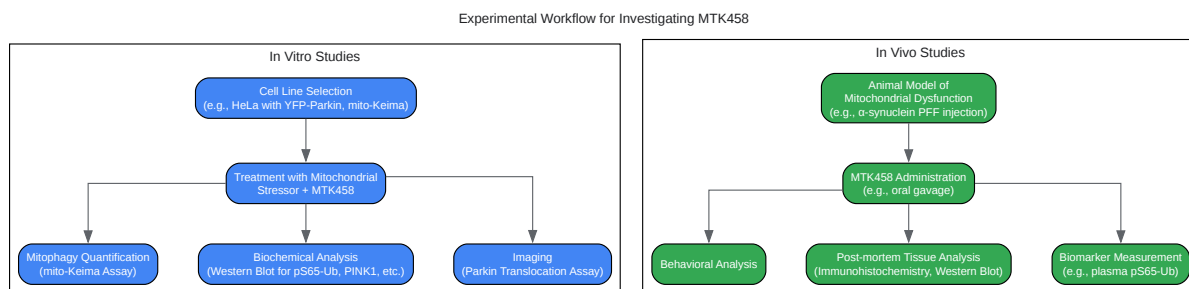 Experimental Workflow for Investigating MTK458
In Vitro Studies
Cell Line Selection
(e.g., HeLa with YFP-Parkin, mito-Keima)
Treatment with Mitochondrial
Stressor + MTK458
Mitophagy Quantification
(mito-Keima Assay)
Biochemical Analysis
(Western Blot for pS65-Ub, PINK1, etc.)
Imaging
(Parkin Translocation Assay)
In Vivo Studies
Animal Model of
Mitochondrial Dysfunction
(e.g., α-synuclein PFF injection)
MTK458 Administration
(e.g., oral gavage)
Behavioral Analysis
Post-mortem Tissue Analysis
(Immunohistochemistry, Western Blot)
Biomarker Measurement
(e.g., plasma pS65-Ub)